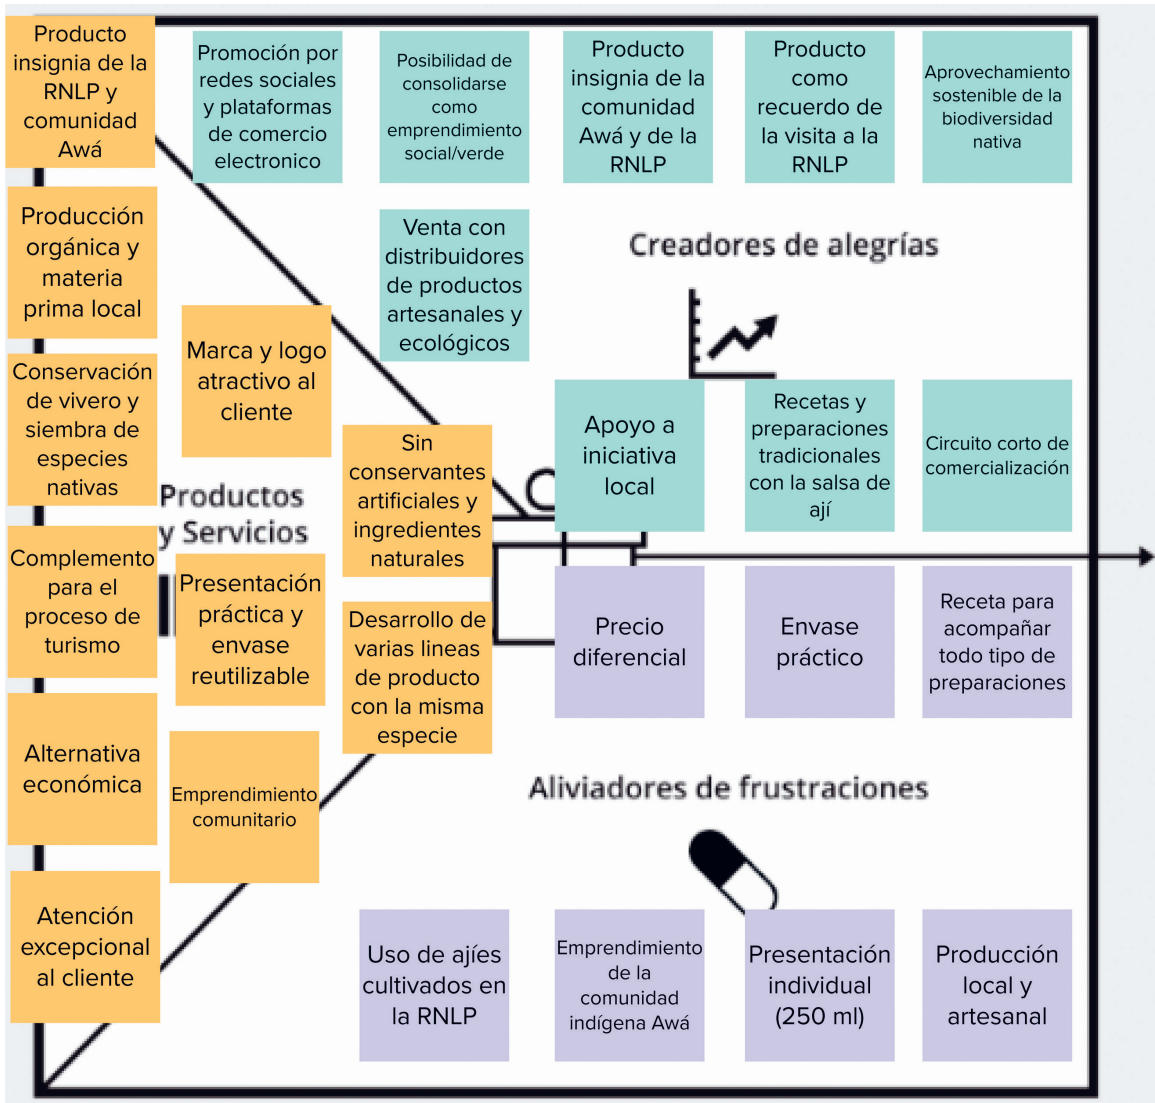 Producto
insignia de la
RNLP y
comunidad
Awá
Promoción por
redes sociales
y plataformas
de comercio
electronico
Posibilidad de
consolidarse
como
emprendimiento
social/verde
Producto
insignia de la
comunidad
Awá y de la
RNLP
Producto
como
recuerdo de
la visita a la
RNLP
Aprovechamiento
sostenible de la
biodiversidad
nativa
Producción
orgánica y
materia
prima local
Venta con
distribuidores
de productos
artesanales y
ecológicos
Creadores de alegrías
Marca y logo
atractivo al
cliente
Conservación
de vivero y
siembra de
especies
nativas
Sin
conservantes
artificiales y
ingredientes
naturales
Apoyo a
iniciativa
local
Recetas y
preparaciones
tradicionales
con la salsa de
ají
Circuito corto de
comercialización
Productos
y Servicios
Complemento
para el
proceso de
turismo
Presentación
práctica y
envase
reutilizable
Desarrollo de
varias lineas
de producto
con la misma
especie
Precio
diferencial
Envase
práctico
Receta para
acompañar
todo tipo de
preparaciones
Alternativa
económica
Emprendimiento
comunitario
Aliviadores de frustraciones
Atención
excepcional
al cliente
Uso de ajíes
cultivados en
la RNLP
Emprendimiento
de la
comunidad
indígena Awá
Presentación
individual
(250 ml)
Producción
local y
artesanal